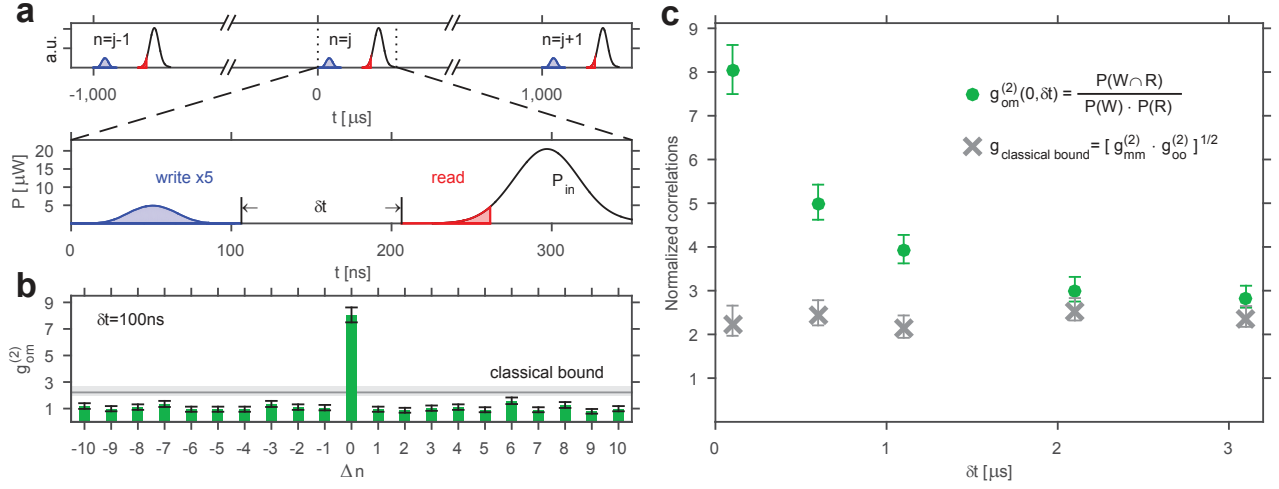 a
a.u.
n=j-1
n=j
n=j+1
-1,000
0
1,000
t [ μs]
P [ μW]
20
15
10
5
write x5
δt
read
P_in
0
100
200
300
t [ns]
b
g_om^(2)
9
7
5
3
1
δt=100ns
classical bound
-10 -9 -8 -7 -6 -5 -4 -3 -2 -1 0 1 2 3 4 5 6 7 8 9 10
Δ n
c
Normalized correlations
9
8
7
6
5
4
3
2
1
g_om^(2)(0,δt) = P(W∩R) / P(W) · P(R)
g_classical bound = [ g_mm^(2) · g_oo^(2) ]^1/2
0
1
2
3
δt [μs]